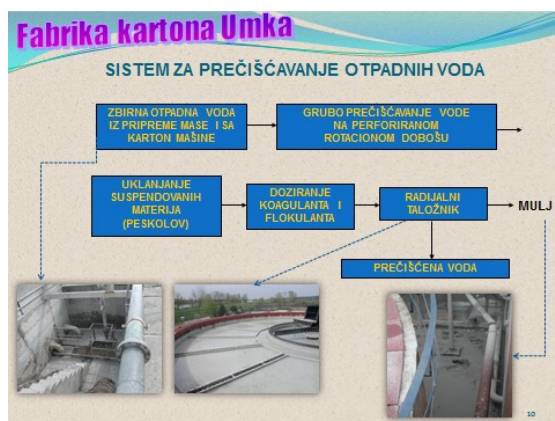 Fabrika kartona Umka
SISTEM ZA PREČIŠĆAVANJE OTPADNIH VODA
ZBIRNA OTPADNA VODA
IZ PRIPREME MASE I SA
KARTON MAŠINE
GRUBO PREČIŠĆAVANJE VODE
NA PERFORIRANOM
ROTACIONOM DOBOŠU
UKLANJANJE
SUSPENDOVANIH
MATERIJA
(PESKOLOV)
DOZIRANJE
KOAGULANTA I
FLOKULANTA
RADIJALNI
TALOŽNIK
MULJ
PREČIŠĆENA VODA
10